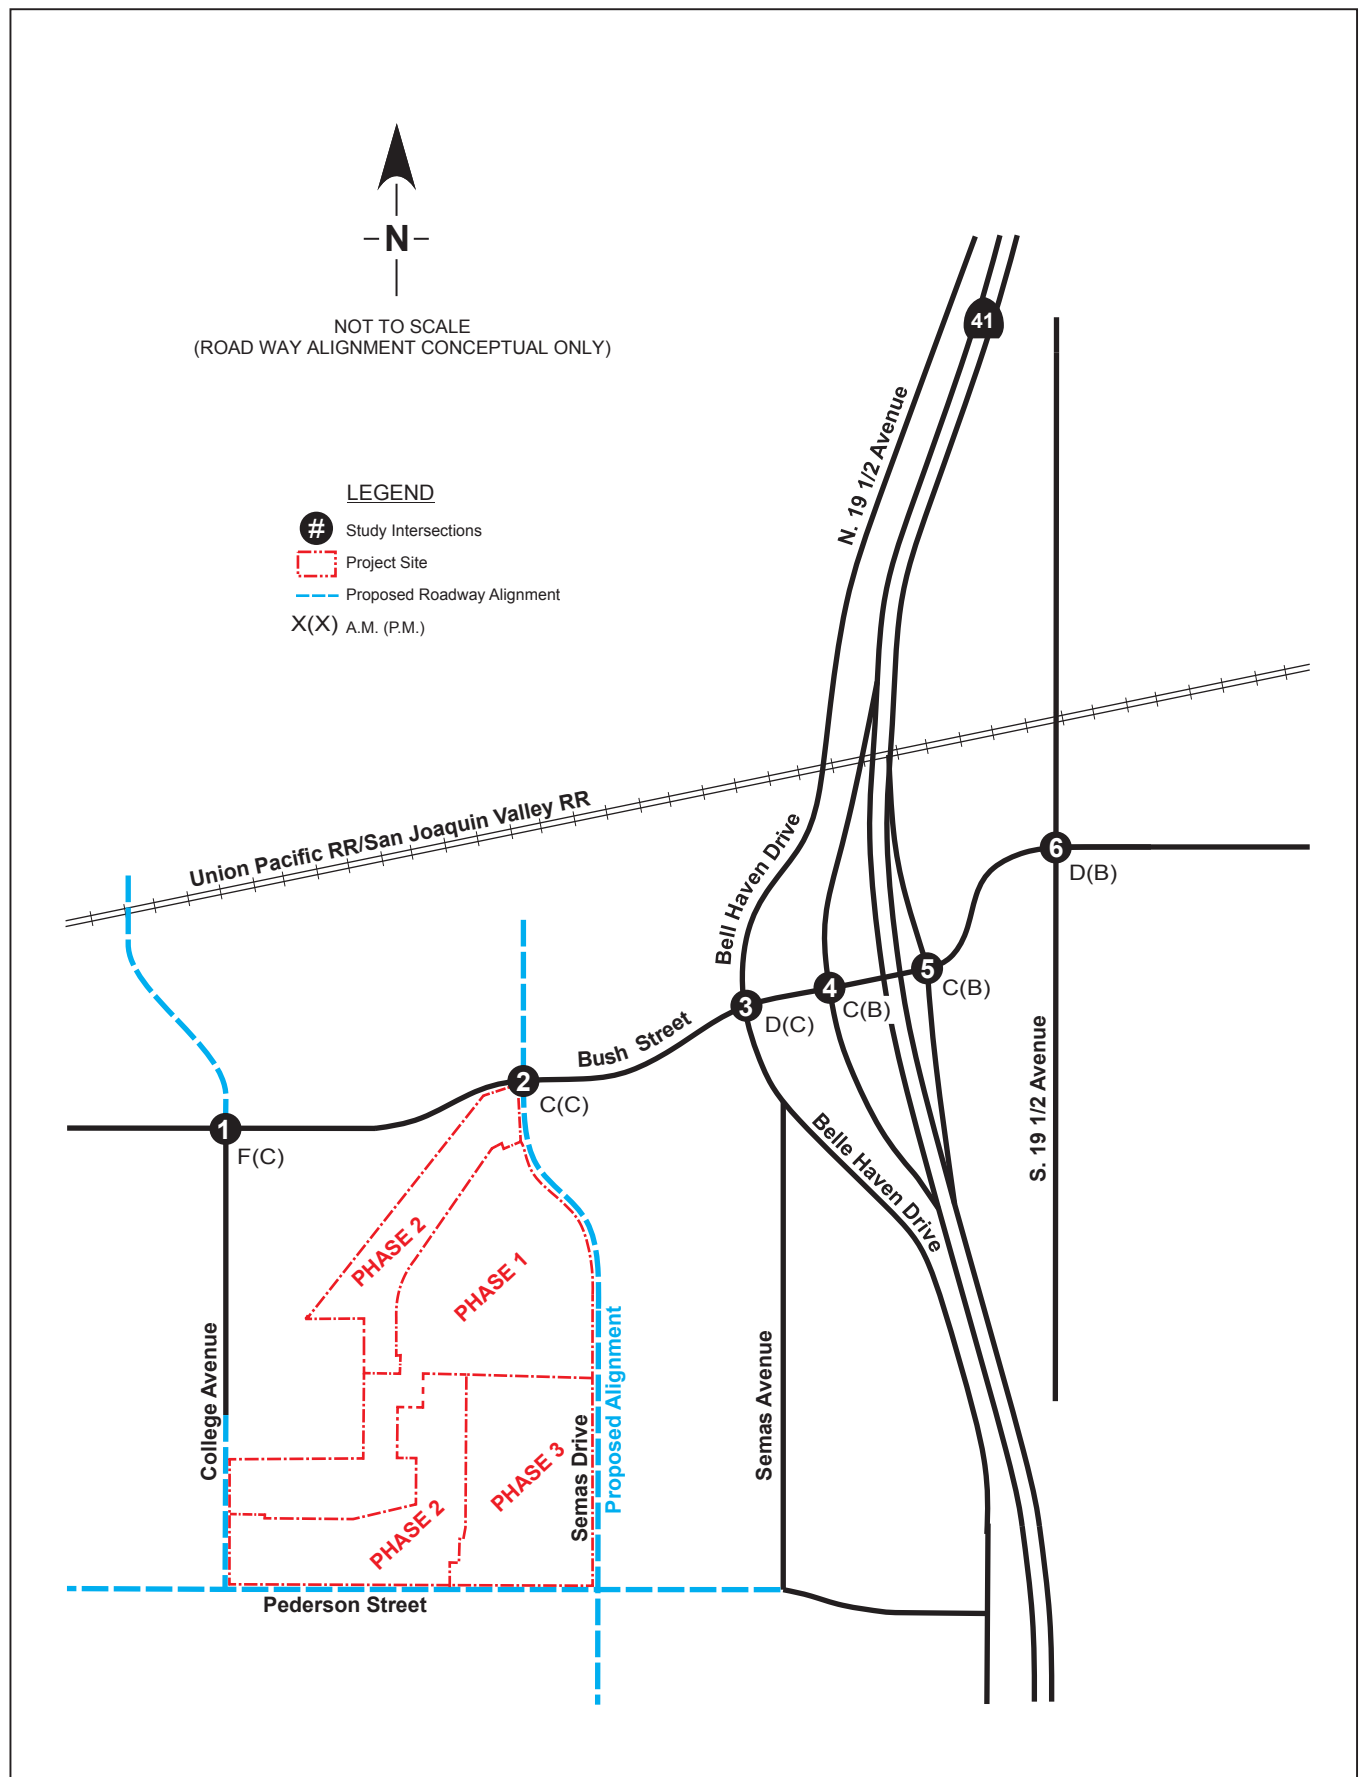 N
NOT TO SCALE
(ROAD WAY ALIGNMENT CONCEPTUAL ONLY)
41
N. 19 1/2 Avenue
LEGEND
# Study Intersections
Project Site
Proposed Roadway Alignment
X(X) A.M. (P.M.)
Union Pacific RR/San Joaquin Valley RR
Bell Haven Drive
6
D(B)
5
C(B)
4
C(B)
3
D(C)
Bush Street
2
C(C)
1
F(C)
S. 19 1/2 Avenue
Belle Haven Drive
PHASE 2
PHASE 1
College Avenue
Proposed Alignment
Semas Drive
Semas Avenue
PHASE 3
PHASE 2
Pederson Street